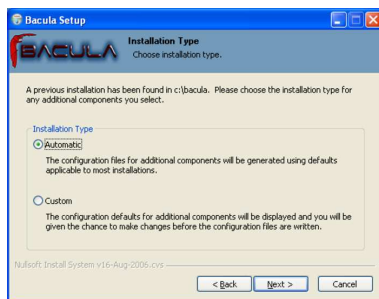 Bacula Setup
BACULA
Installation Type
Choose installation type.
A previous installation has been found in c:\bacula. Please choose the installation type for
any additional components you select.
Installation Type
Automatic
The configuration files for additional components will be generated using defaults
applicable to most installations.
Custom
The configuration defaults for additional components will be displayed and you will be
given the chance to make changes before the configuration files are written.
Nullsoft Install System v16-Aug-2006.cvs
< Back
Next >
Cancel